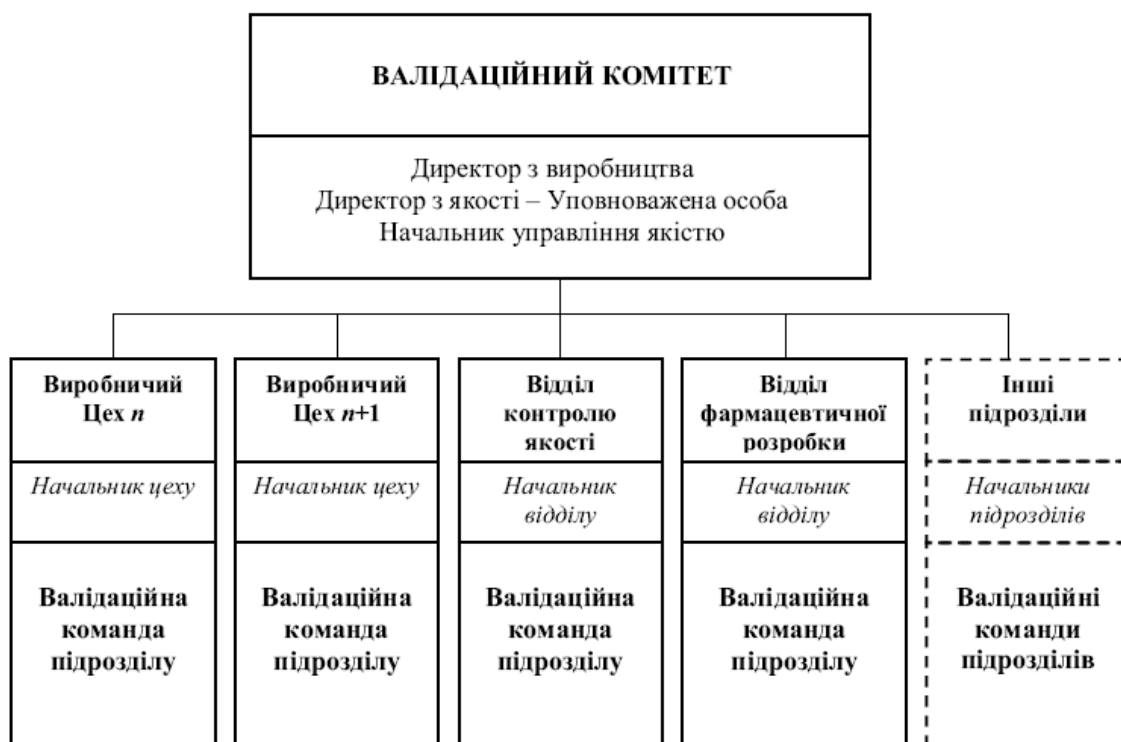 ВАЛІДАЦІЙНИЙ КОМІТЕТ
Директор з виробництва
Директор з якості – Уповноважена особа
Начальник управління якістю
Виробничий
Цех n
Начальник цеху
Валідаційна
команда
підрозділу
Виробничий
Цех n+1
Начальник цеху
Валідаційна
команда
підрозділу
Відділ
контролю
якості
Начальник
відділу
Валідаційна
команда
підрозділу
Відділ
фармацевтичної
розробки
Начальник
відділу
Валідаційна
команда
підрозділу
Інші
підрозділи
Начальники
підрозділів
Валідаційні
команди
підрозділів